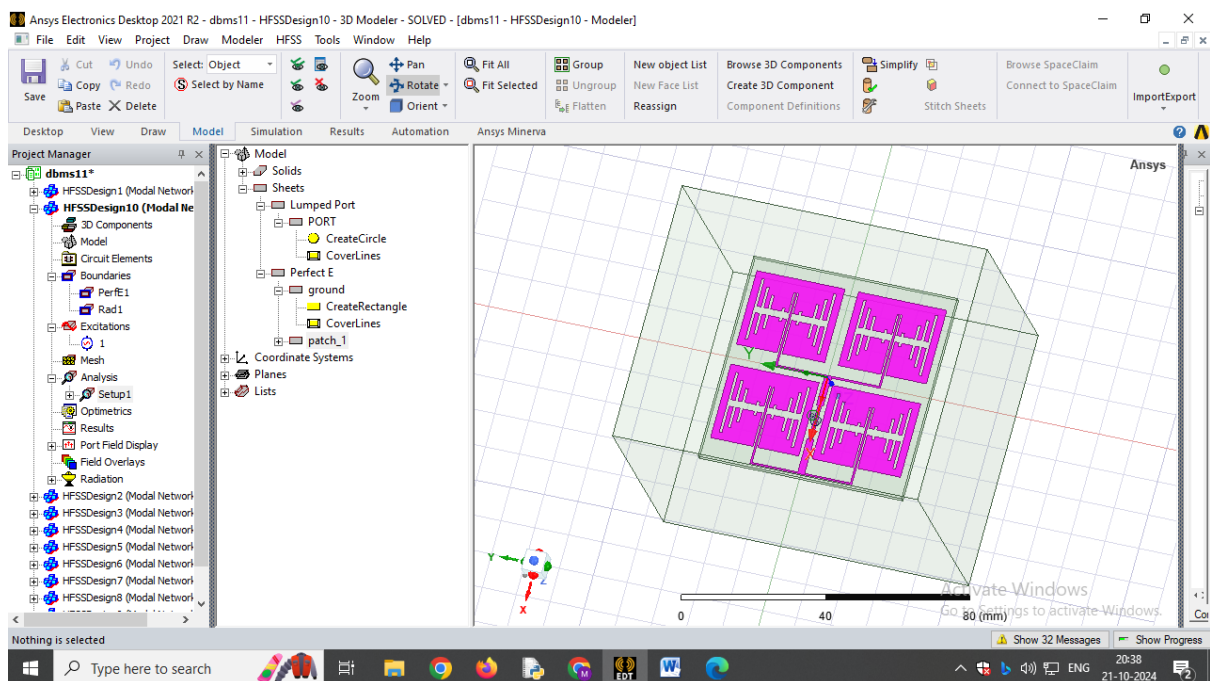 Ansys Electronics Desktop 2021 R2 - dbms11 - HFSSDesign10 - 3D Modeler - SOLVED - [dbms11 - HFSSDesign10 - Modeler]
File Edit View Project Draw Modeler HFSS Tools Window Help
Cut Undo Select: Object Pan Fit All Group New object List Browse 3D Components Simplify Browse SpaceClaim
Save Copy Redo Select by Name Zoom Rotate Fit Selected Ungroup New Face List Create 3D Component Connect to SpaceClaim ImportExport
Paste Delete Orient Flatten Reassign Component Definitions Stitch Sheets
Desktop View Draw Model Simulation Results Automation Ansys Minerva
Project Manager
dbms11*
HFSSDesign1 (Modal Network
HFSSDesign10 (Modal Ne
3D Components
Model
Circuit Elements
Boundaries
PerfE1
Rad1
Excitations
1
Mesh
Analysis
Setup1
Optimetrics
Results
Port Field Display
Field Overlays
Radiation
HFSSDesign2 (Modal Network
HFSSDesign3 (Modal Network
HFSSDesign4 (Modal Network
HFSSDesign5 (Modal Network
HFSSDesign6 (Modal Network
HFSSDesign7 (Modal Network
HFSSDesign8 (Modal Network
Model
Solids
Sheets
Lumped Port
PORT
CreateCircle
CoverLines
Perfect E
ground
CreateRectangle
CoverLines
patch_1
Coordinate Systems
Planes
Lists
Ansys
Y
Y
Z
X
0 40 80 (mm)
Activate Windows
Go to Settings to activate Windows.
Co
Nothing is selected
Show 32 Messages Show Progress
Type here to search
EDT
ENG
20:38
21-10-2024
2